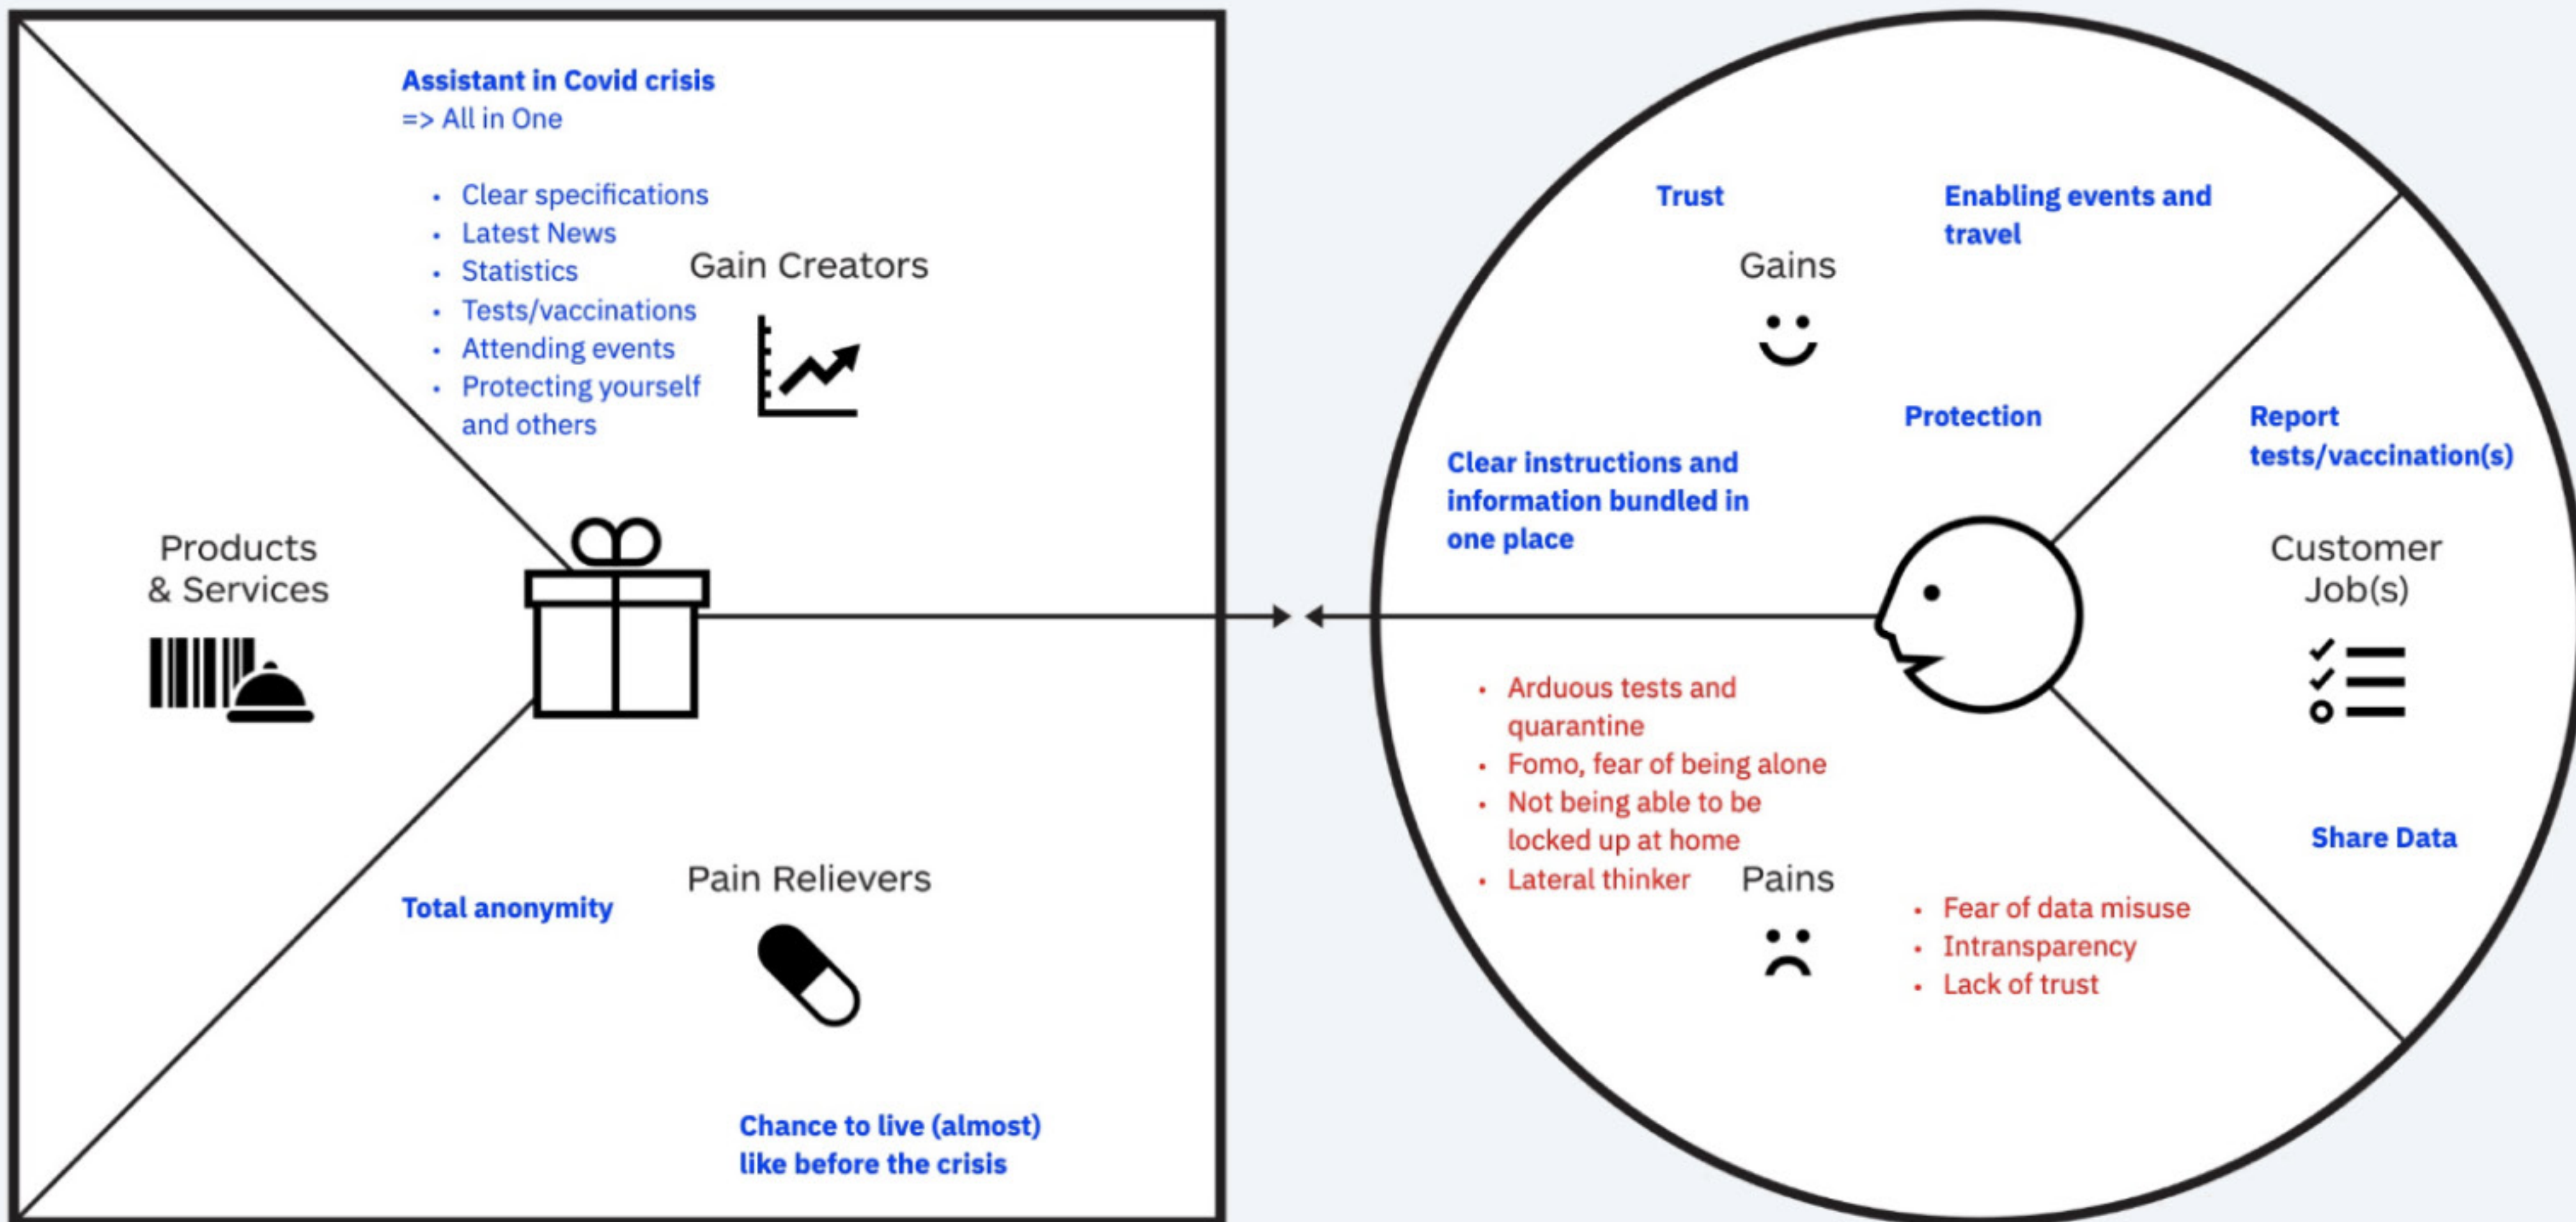 Assistant in Covid crisis
=> All in One
• Clear specifications
• Latest News
• Statistics
• Tests/vaccinations
• Attending events
• Protecting yourself
and others
Gain Creators
Products
& Services
Total anonymity
Pain Relievers
Chance to live (almost)
like before the crisis
Trust
Enabling events and
travel
Gains
Protection
Clear instructions and
information bundled in
one place
Report
tests/vaccination(s)
Customer
Job(s)
Share Data
• Arduous tests and
quarantine
• Fomo, fear of being alone
• Not being able to be
locked up at home
• Lateral thinker
Pains
• Fear of data misuse
• Intransparency
• Lack of trust